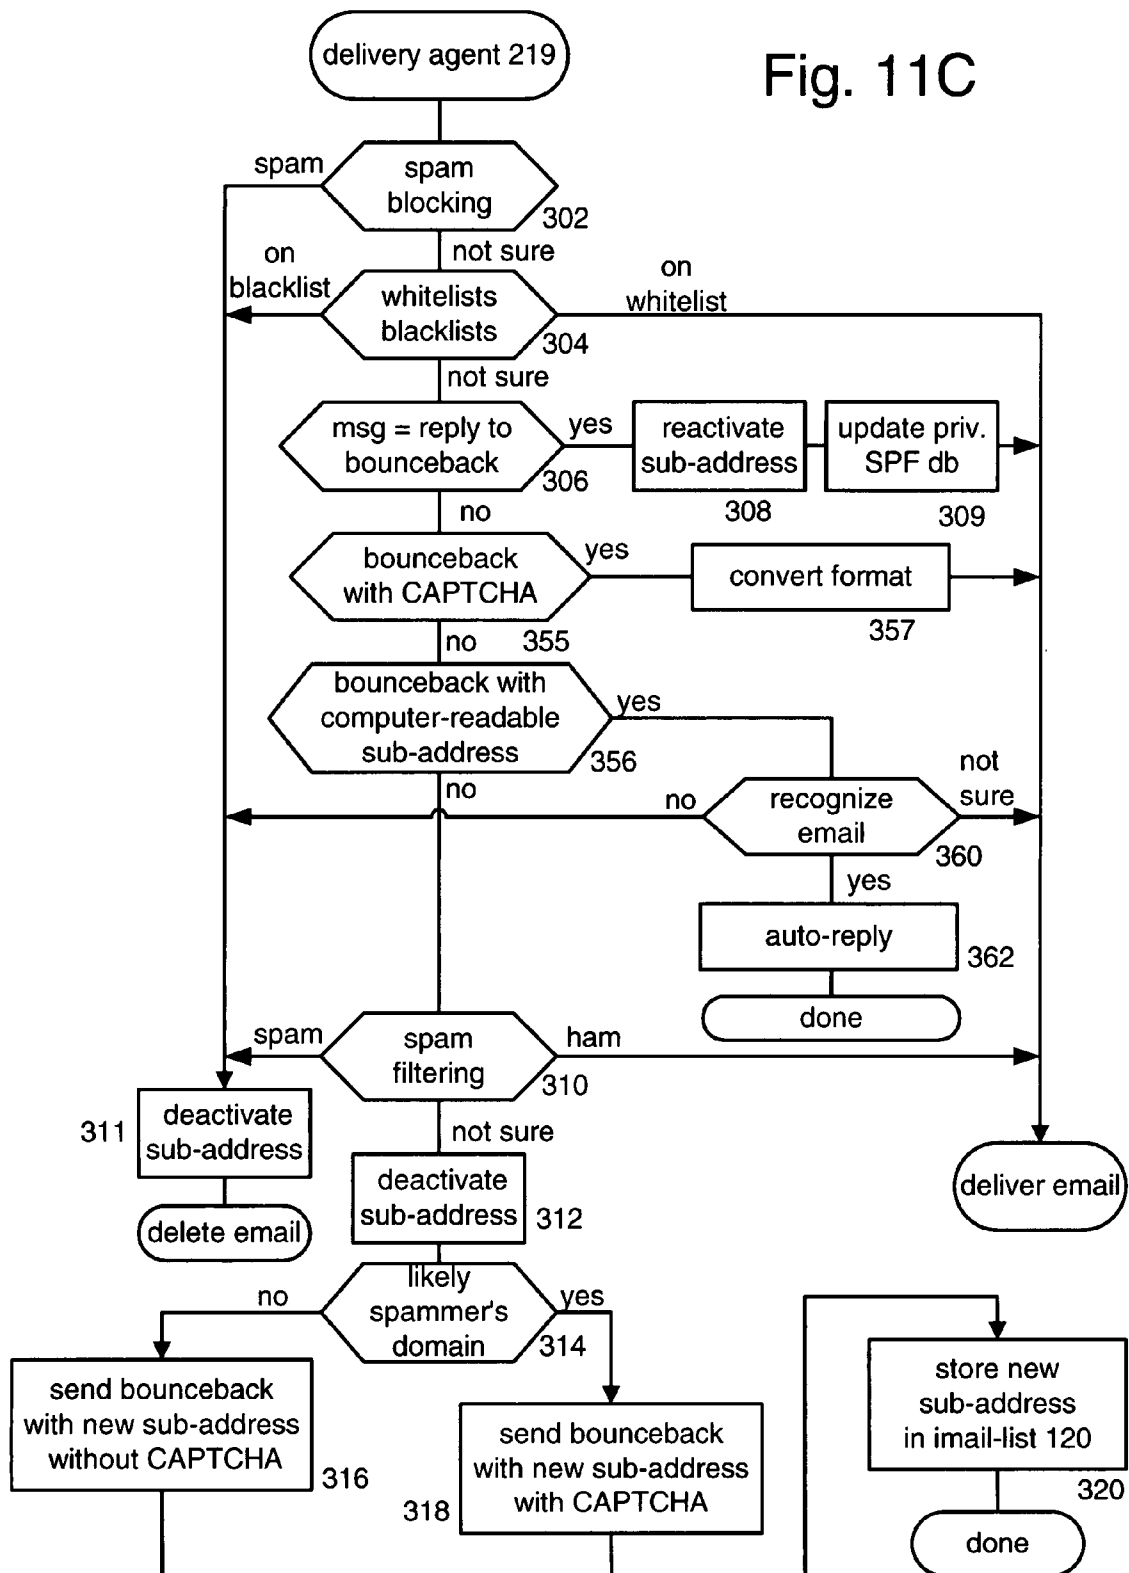 delivery agent 219
Fig. 11C
spam
spam
blocking
302
not sure
on
blacklist
whitelists
blacklists
304
on
whitelist
not sure
msg = reply to
bounceback
306
yes
reactivate
sub-address
308
update priv.
SPF db
309
no
bounceback
with CAPTCHA
355
yes
convert format
357
no
bounceback with
computer-readable
sub-address
356
yes
no
no
recognize
email
360
not
sure
yes
auto-reply
362
done
spam
spam
filtering
310
ham
311
deactivate
sub-address
delete email
not sure
deactivate
sub-address
312
deliver email
no
likely
spammer's
domain
314
yes
send bounceback
with new sub-address
without CAPTCHA
316
send bounceback
with new sub-address
with CAPTCHA
318
store new
sub-address
in imail-list 120
320
done